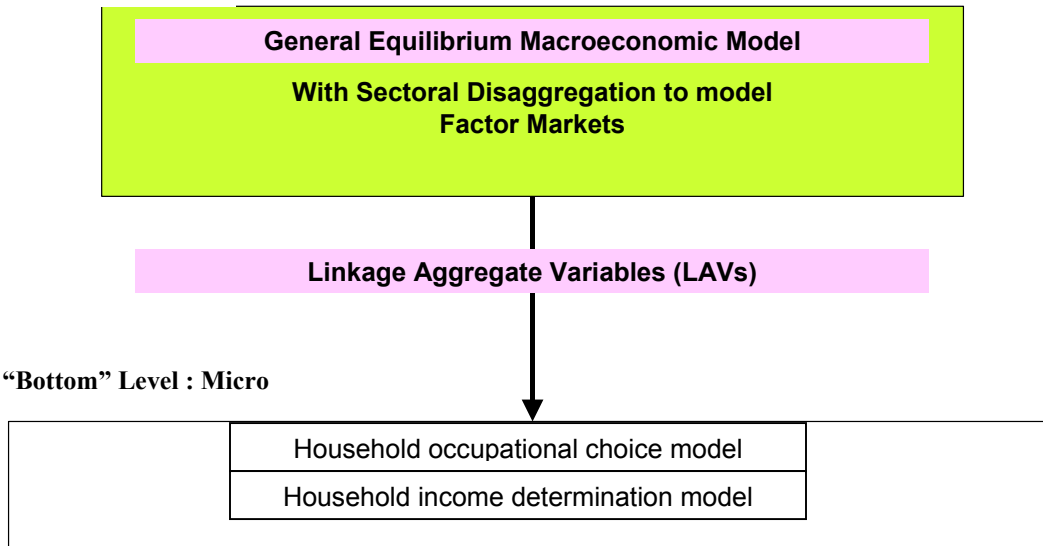 General Equilibrium Macroeconomic Model
With Sectoral Disaggregation to model
Factor Markets
Linkage Aggregate Variables (LAVs)
“Bottom” Level : Micro
Household occupational choice model
Household income determination model